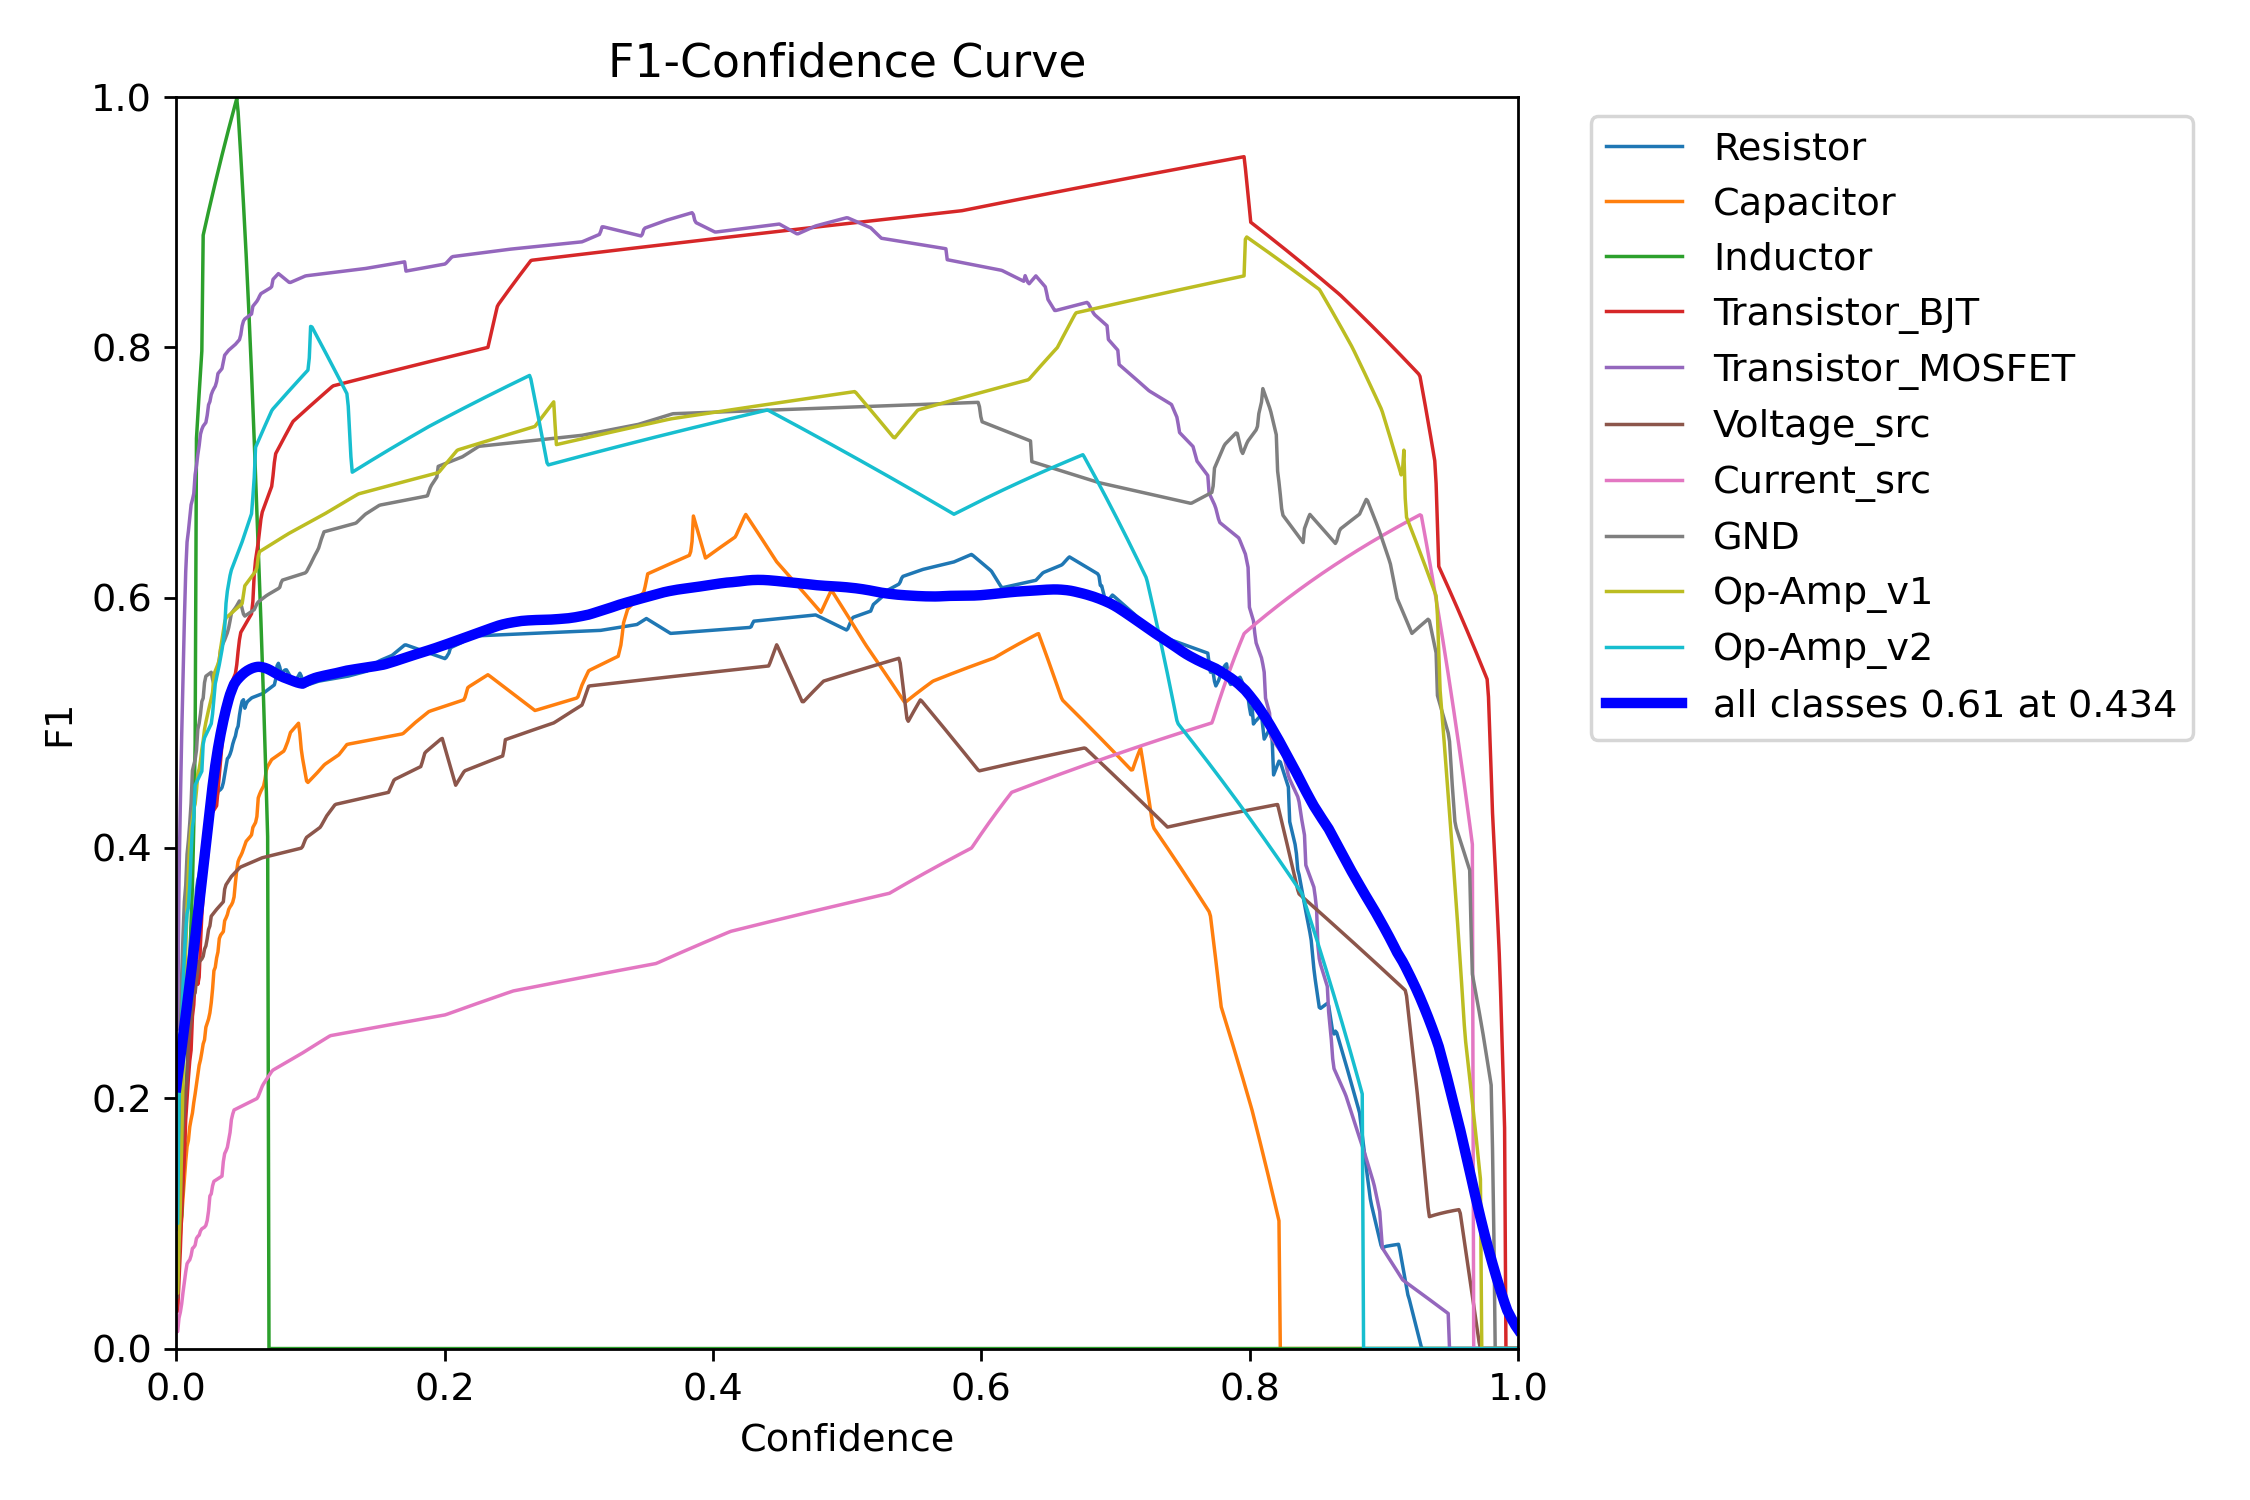 F1-Confidence Curve
1.0
0.8
0.6
0.4
0.2
0.0
F1
0.0 0.2 0.4 0.6 0.8 1.0
Confidence
Resistor
Capacitor
Inductor
Transistor_BJT
Transistor_MOSFET
Voltage_src
Current_src
GND
Op-Amp_v1
Op-Amp_v2
all classes 0.61 at 0.434